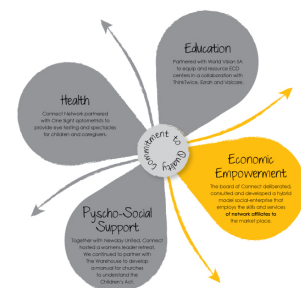 Education
Partnered with World Vision SA
to equip and resource ECD
centres in a collaboration with
ThinkTwice, Sarah and Valcare.
Health
Connect Network partnered
with One Sight optometrists to
provide eye testing and spectacles
for children and caregivers.
Commitment to
Quality
Economic
Empowerment
The board of Connect deliberated,
consulted and developed a hybrid
model social-enterprise that
employs the skills and services
of network affiliates to
the market place.
Pyscho-Social
Support
Together with Newday United, Connect
hosted a women's leader retreat.
We continued to partner with
The Warehouse to develop
a manual for churches
to understand the
Children's Act.